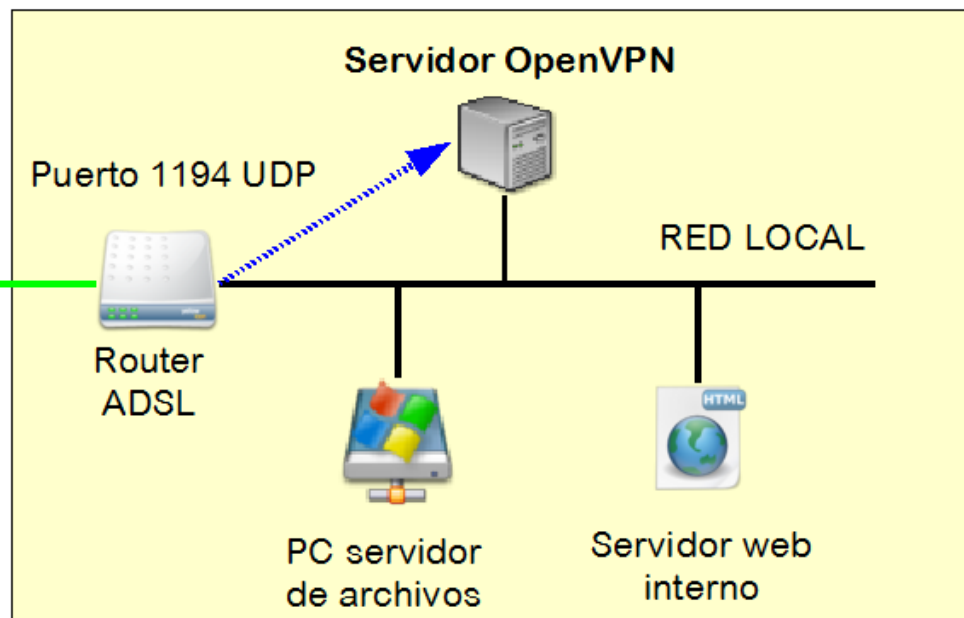 Servidor OpenVPN
Puerto 1194 UDP
RED LOCAL
Router
ADSL
HTML
PC servidor
de archivos
Servidor web
interno